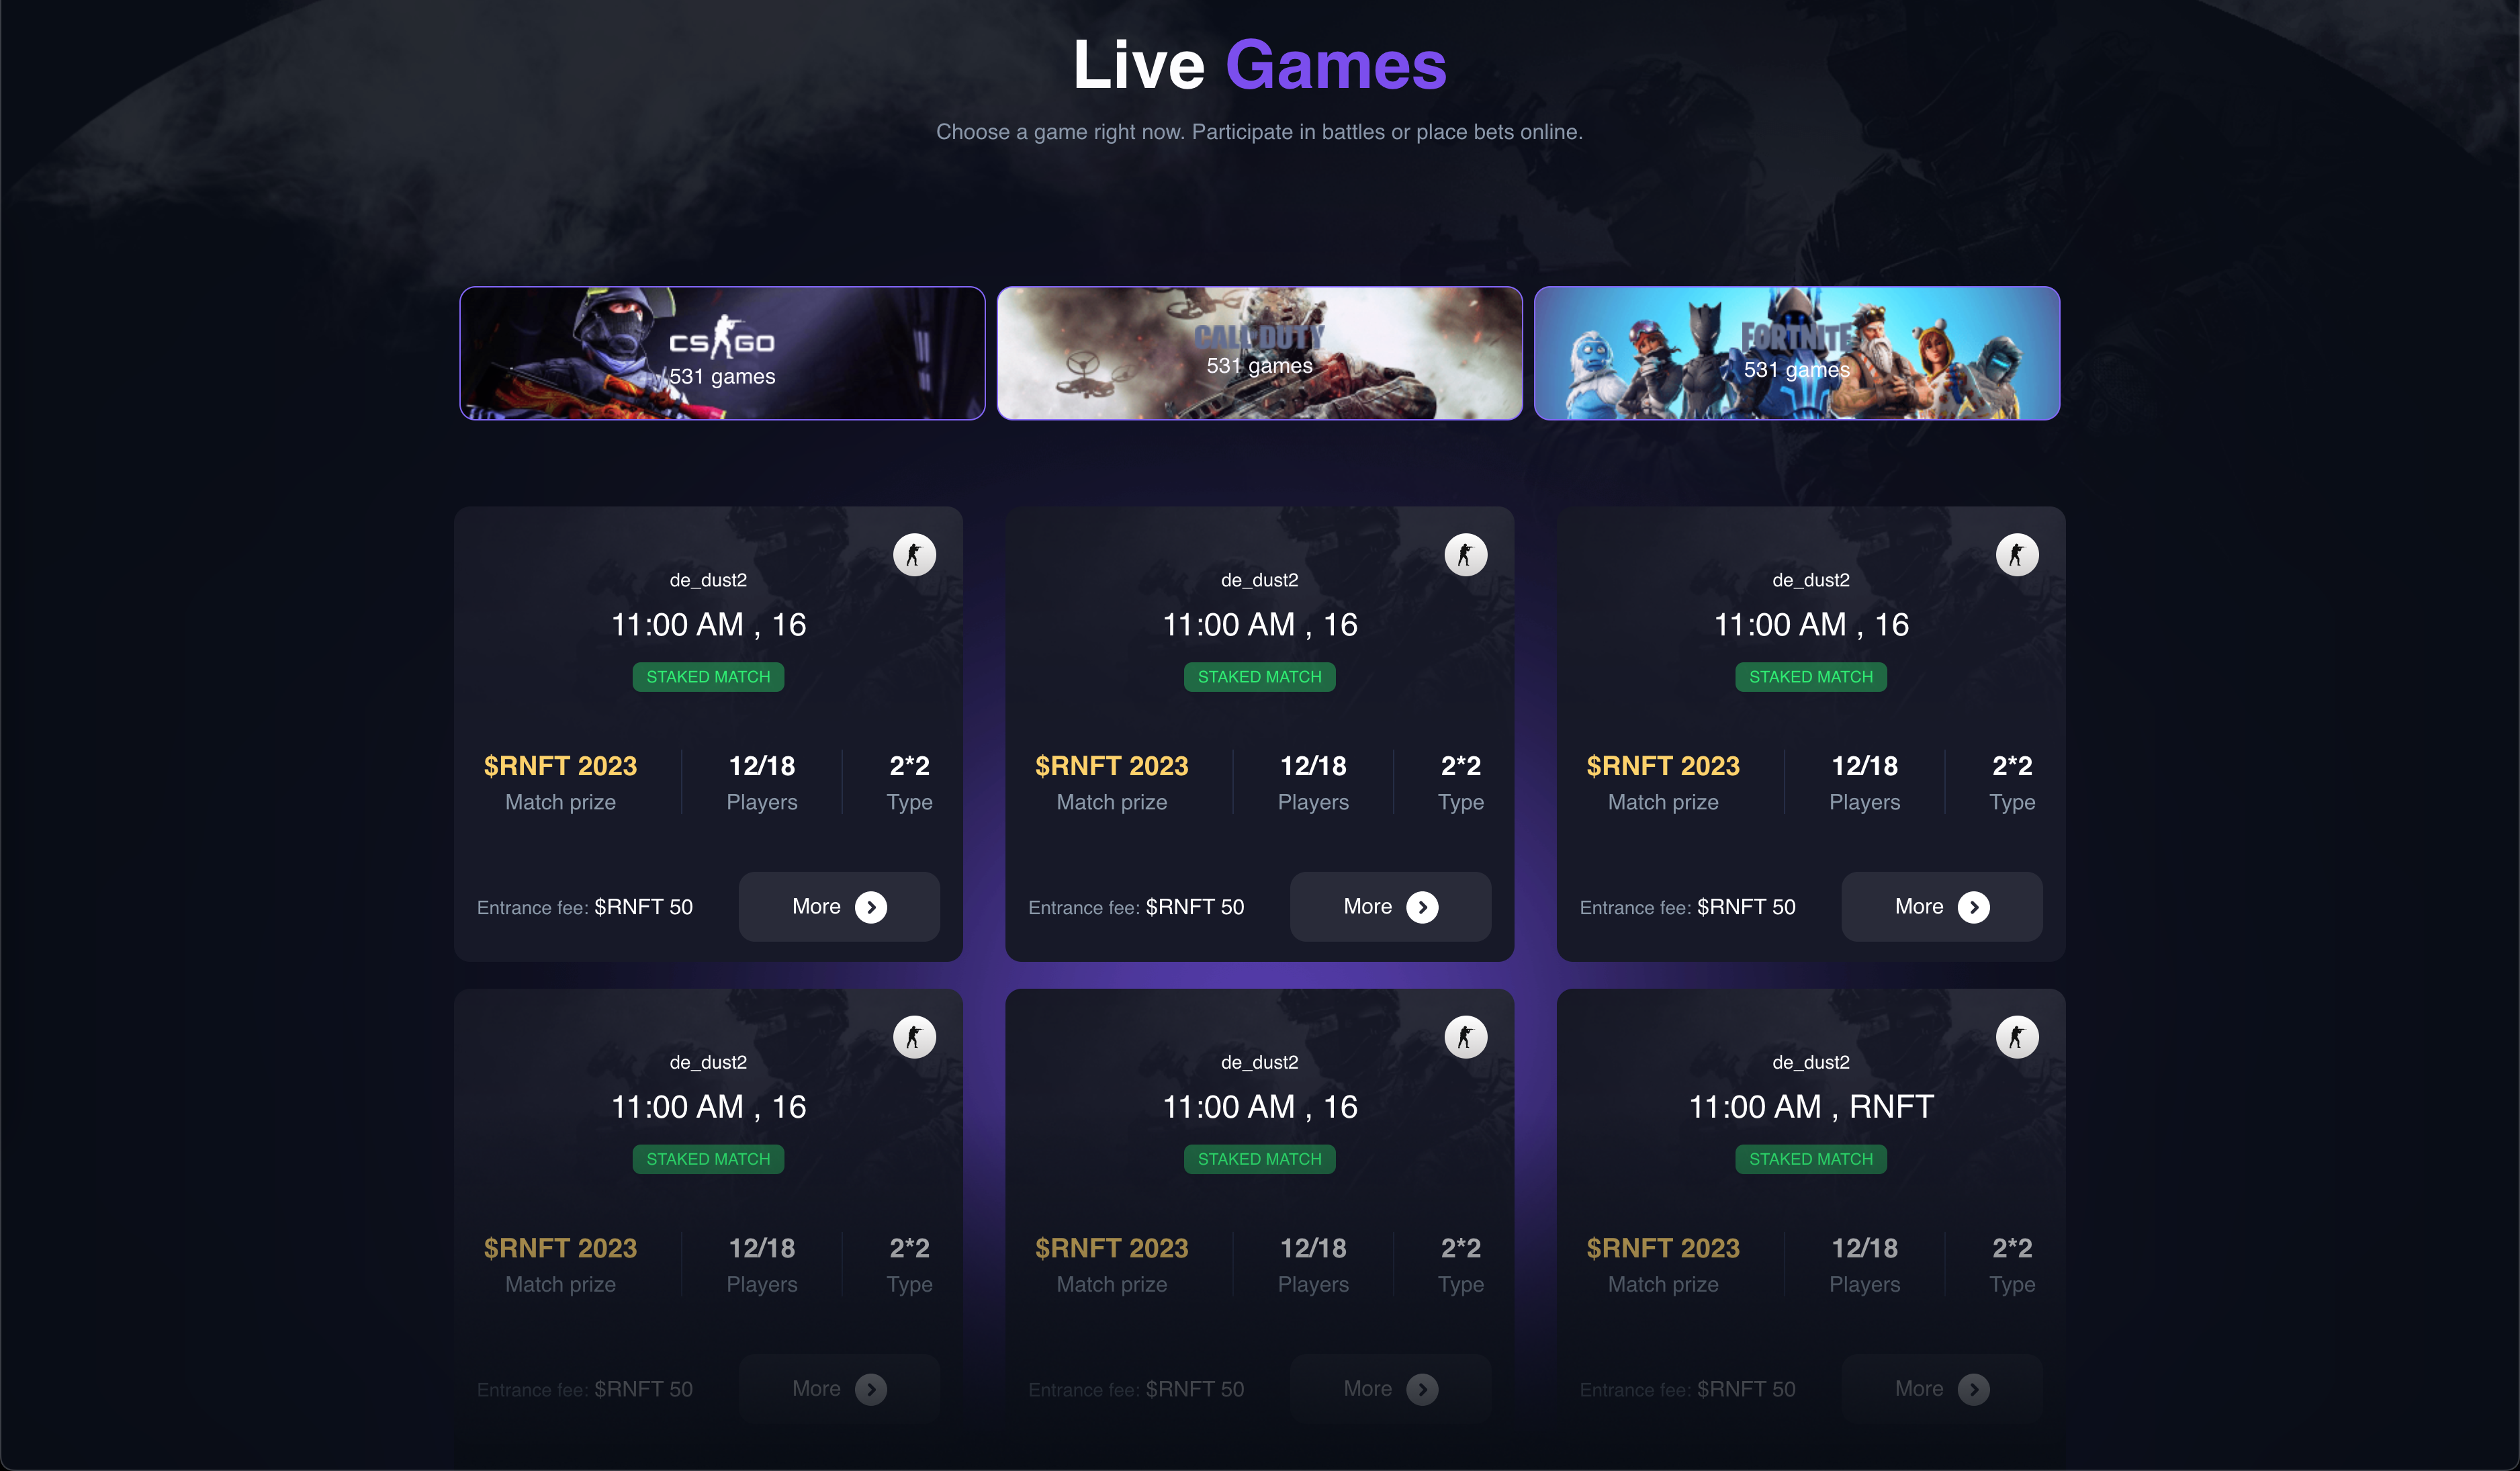 Live Games
Choose a game right now. Participate in battles or place bets online.
CS GO
531 games
CALL OF DUTY
531 games
FORTNITE
531 games
de_dust2
11:00 AM , 16
STAKED MATCH
$RNFT 2023
Match prize
12/18
Players
2*2
Type
Entrance fee: $RNFT 50
More
de_dust2
11:00 AM , 16
STAKED MATCH
$RNFT 2023
Match prize
12/18
Players
2*2
Type
Entrance fee: $RNFT 50
More
de_dust2
11:00 AM , 16
STAKED MATCH
$RNFT 2023
Match prize
12/18
Players
2*2
Type
Entrance fee: $RNFT 50
More
de_dust2
11:00 AM , 16
STAKED MATCH
$RNFT 2023
Match prize
12/18
Players
2*2
Type
Entrance fee: $RNFT 50
More
de_dust2
11:00 AM , 16
STAKED MATCH
$RNFT 2023
Match prize
12/18
Players
2*2
Type
Entrance fee: $RNFT 50
More
de_dust2
11:00 AM , RNFT
STAKED MATCH
$RNFT 2023
Match prize
12/18
Players
2*2
Type
Entrance fee: $RNFT 50
More